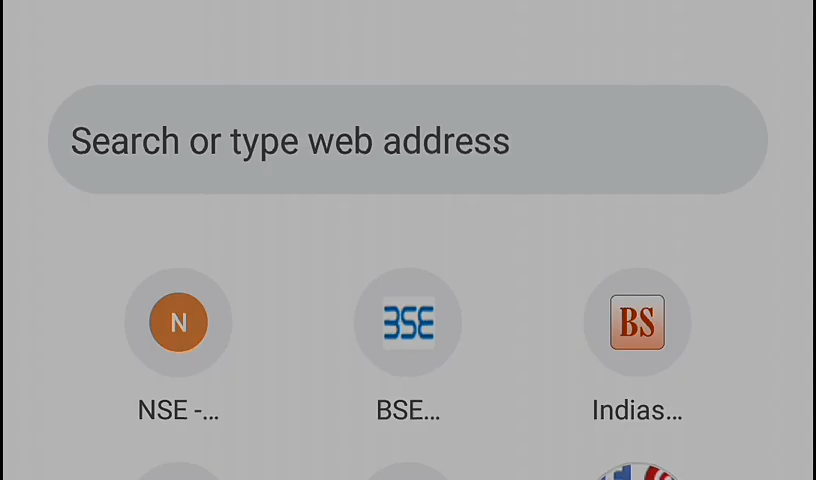 Search or type web address
N
BSE
BS
NSE -...
BSE...
Indias...